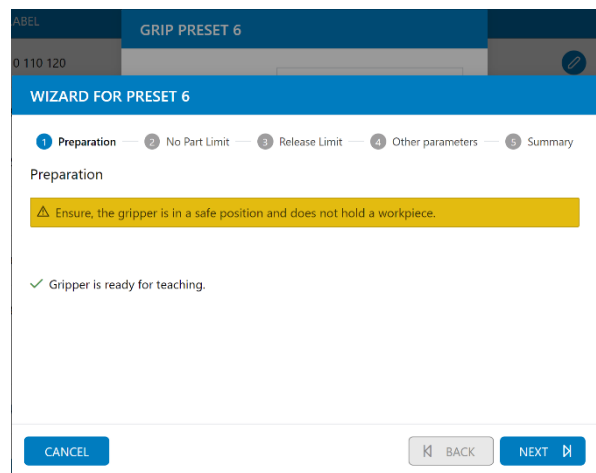 ABEL
GRIP PRESET 6
0 110 120
WIZARD FOR PRESET 6
1 Preparation 2 No Part Limit 3 Release Limit 4 Other parameters 5 Summary
Preparation
Ensure, the gripper is in a safe position and does not hold a workpiece.
Gripper is ready for teaching.
CANCEL BACK NEXT